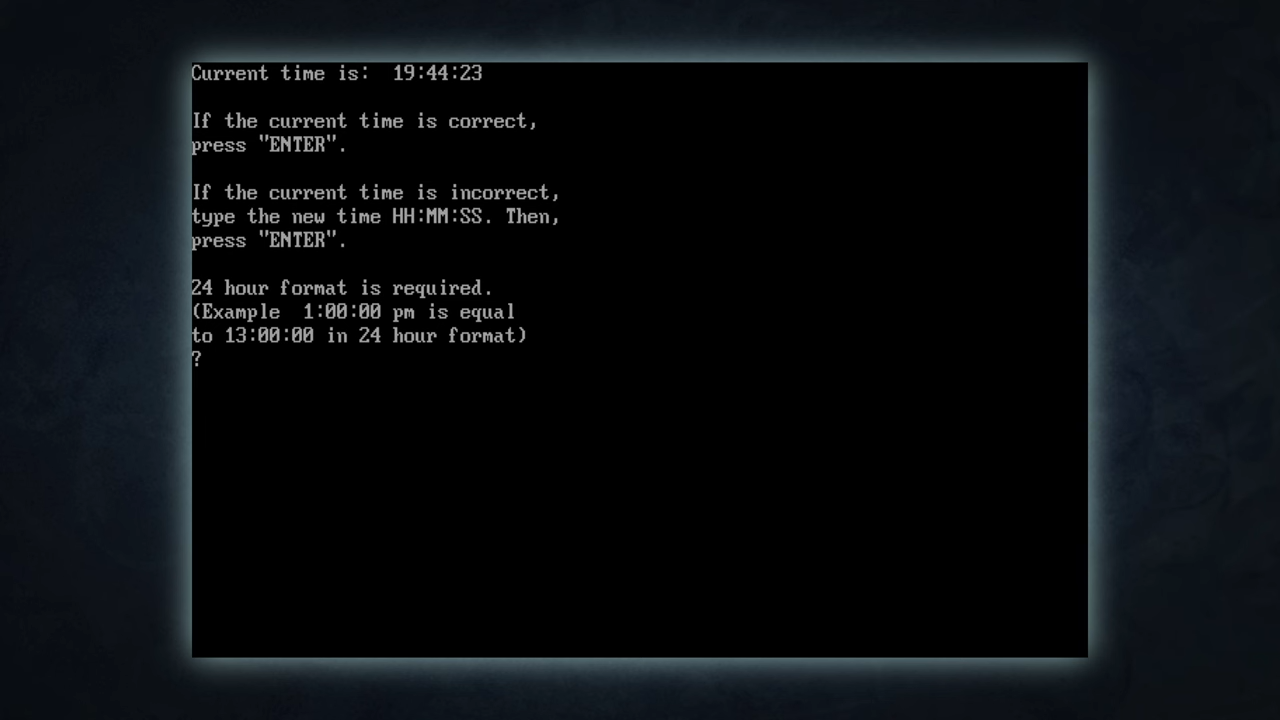 Current time is:  19:44:23
If the current time is correct,
press "ENTER".
If the current time is incorrect,
type the new time HH:MM:SS. Then,
press "ENTER".
24 hour format is required.
(Example  1:00:00 pm is equal
to 13:00:00 in 24 hour format)
?